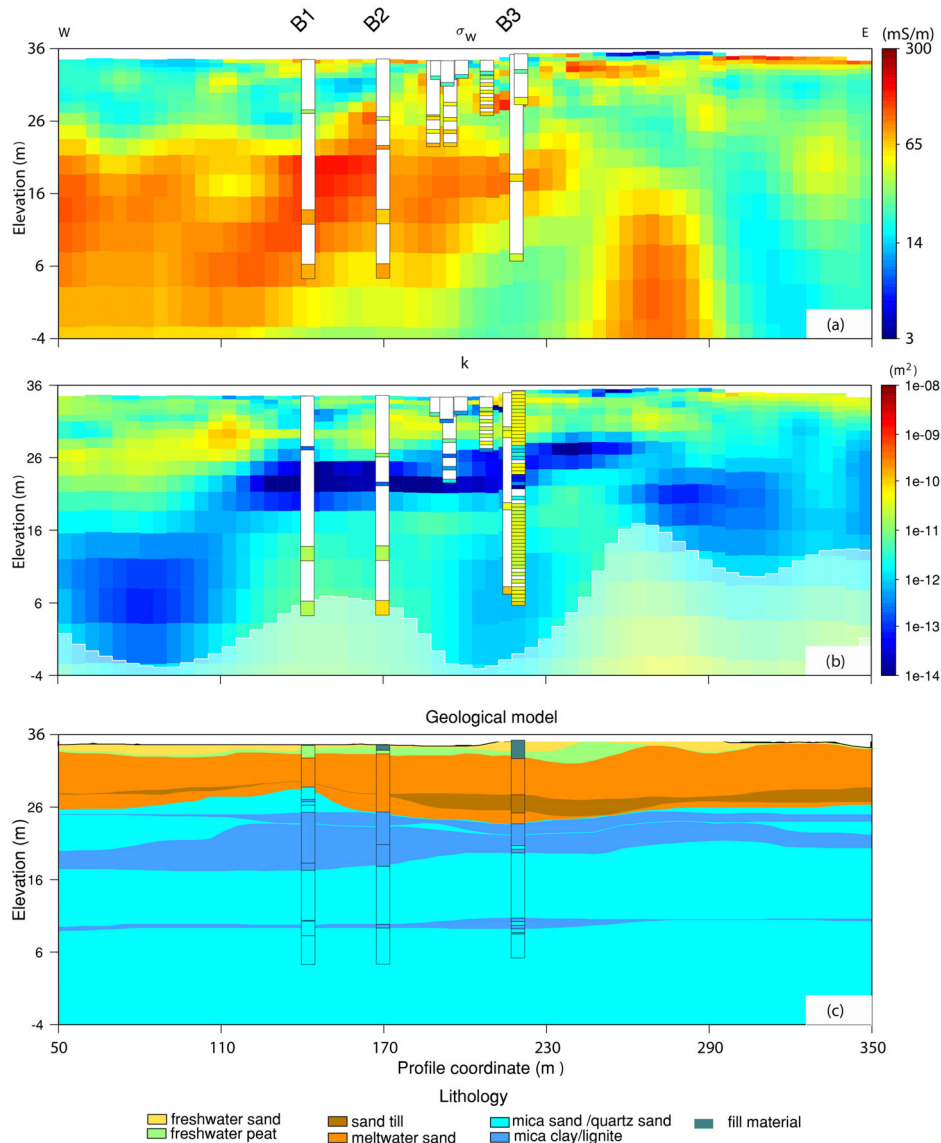 B1 B2 B3
W σw E (mS/m)
36 300
26 65
16
14
6
-4 3
Elevation (m)
(a)
k (m²)
36 1e-08
1e-09
26
1e-10
16
1e-11
1e-12
6
1e-13
-4 1e-14
Elevation (m)
(b)
Geological model
36
26
16
6
-4
Elevation (m)
(c)
50 110 170 230 290 350
Profile coordinate (m )
Lithology
freshwater sand sand till mica sand /quartz sand fill material
freshwater peat meltwater sand mica clay/lignite